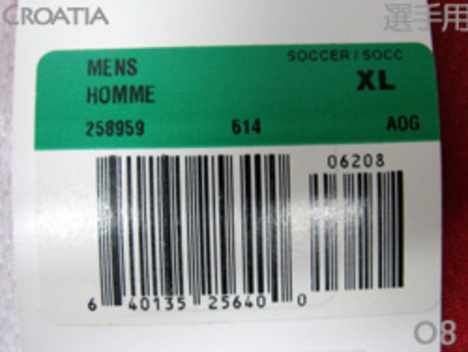 CROATIA
選手用
MENS
HOMME
SOCCER / SOCC
XL
258959 614 AOG
06208
6 40135 25640 0
08